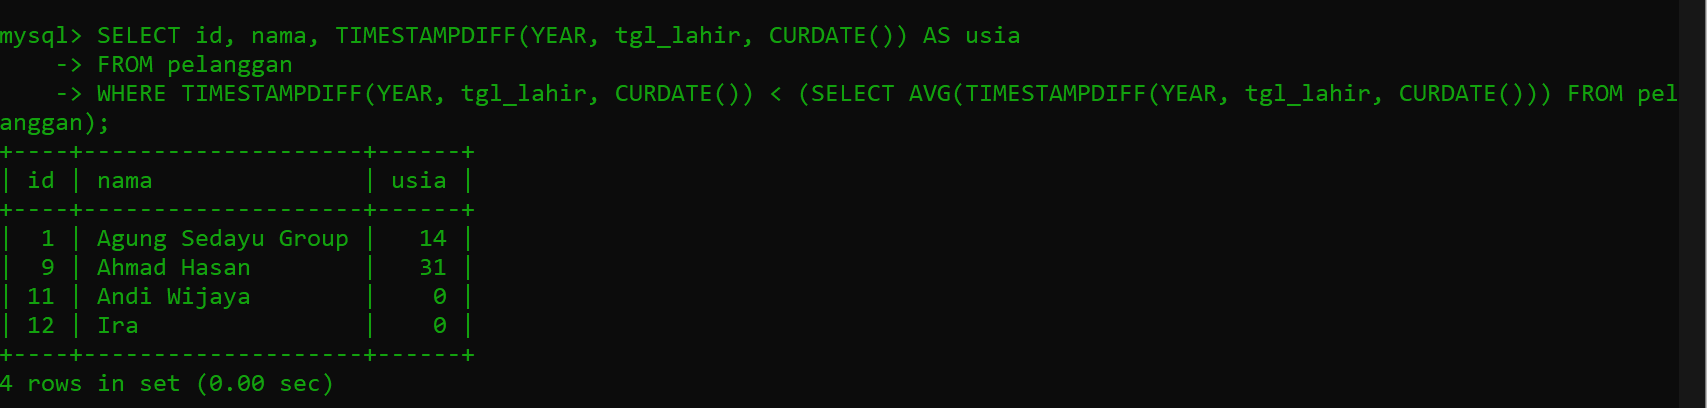 mysql> SELECT id, nama, TIMESTAMPDIFF(YEAR, tgl_lahir, CURDATE()) AS usia
    -> FROM pelanggan
    -> WHERE TIMESTAMPDIFF(YEAR, tgl_lahir, CURDATE()) < (SELECT AVG(TIMESTAMPDIFF(YEAR, tgl_lahir, CURDATE())) FROM pel
anggan);
+----+--------------------+------+
| id | nama               | usia |
+----+--------------------+------+
|  1 | Agung Sedayu Group |   14 |
|  9 | Ahmad Hasan        |   31 |
| 11 | Andi Wijaya        |    0 |
| 12 | Ira                |    0 |
+----+--------------------+------+
4 rows in set (0.00 sec)